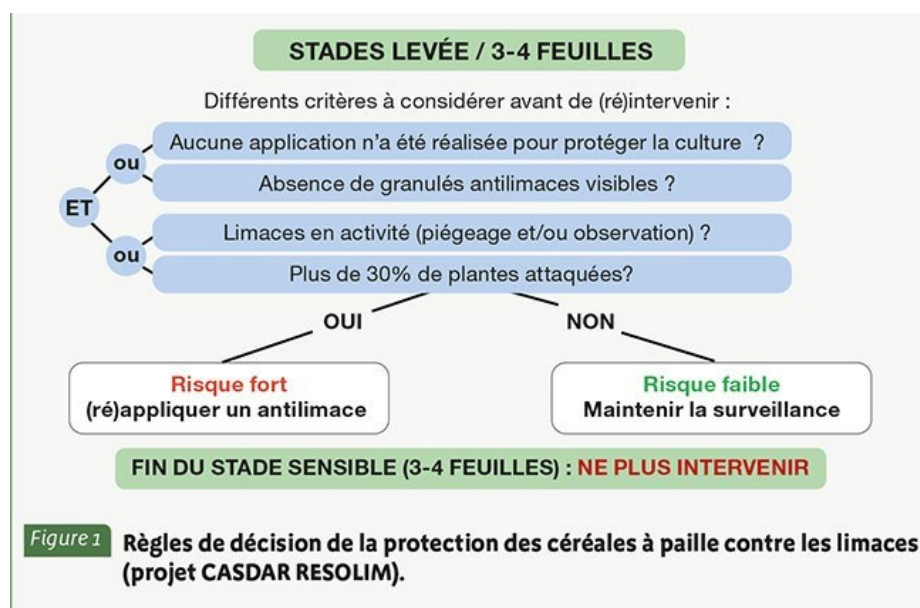 STADES LEVÉE / 3-4 FEUILLES
Différents critères à considérer avant de (ré)intervenir :
Aucune application n'a été réalisée pour protéger la culture ?
ou
Absence de granulés antilimaces visibles ?
ET
Limaces en activité (piégeage et/ou observation) ?
ou
Plus de 30% de plantes attaquées?
OUI
NON
Risque fort
(ré)appliquer un antilimace
Risque faible
Maintenir la surveillance
FIN DU STADE SENSIBLE (3-4 FEUILLES) : NE PLUS INTERVENIR
Figure 1 Règles de décision de la protection des céréales à paille contre les limaces
(projet CASDAR RESOLIM).